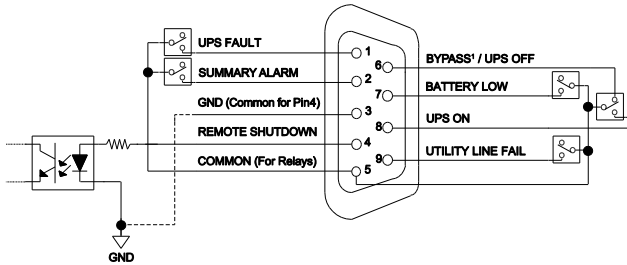 UPS FAULT
1
6
BYPASS¹ / UPS OFF
SUMMARY ALARM
2
7
BATTERY LOW
GND (Common for Pin4)
3
8
UPS ON
REMOTE SHUTDOWN
4
9
UTILITY LINE FAIL
COMMON (For Relays)
5
GND